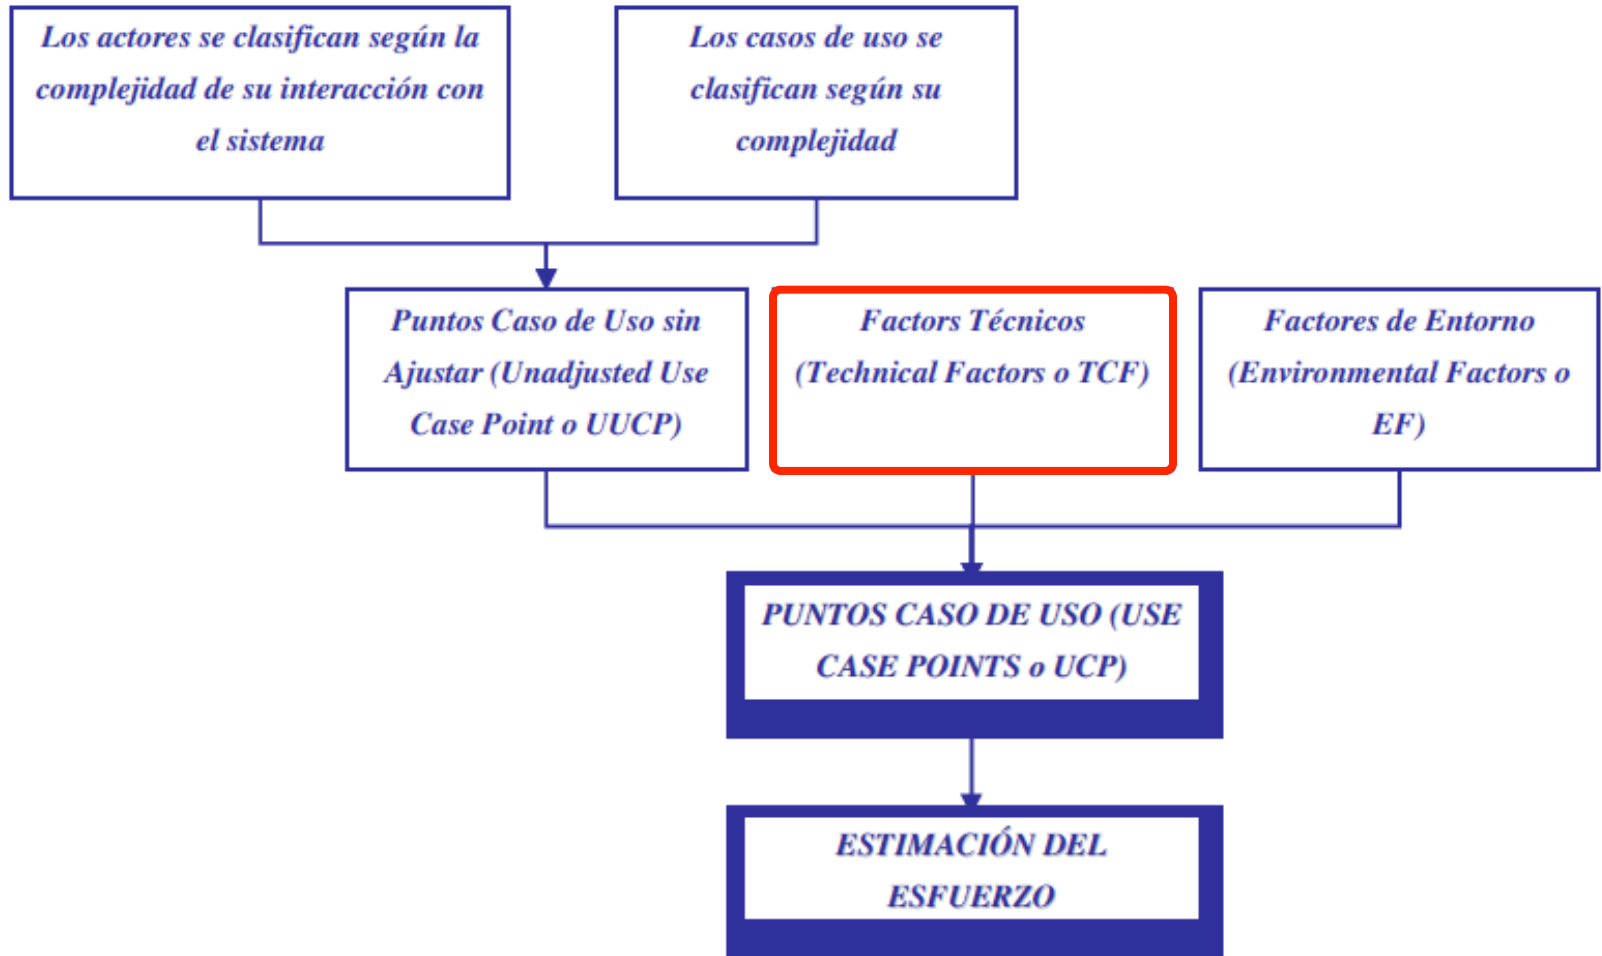 Los actores se clasifican según la
complejidad de su interacción con
el sistema
Los casos de uso se
clasifican según su
complejidad
Puntos Caso de Uso sin
Ajustar (Unadjusted Use
Case Point o UUCP)
Factors Técnicos
(Technical Factors o TCF)
Factores de Entorno
(Environmental Factors o
EF)
PUNTOS CASO DE USO (USE
CASE POINTS o UCP)
ESTIMACIÓN DEL
ESFUERZO